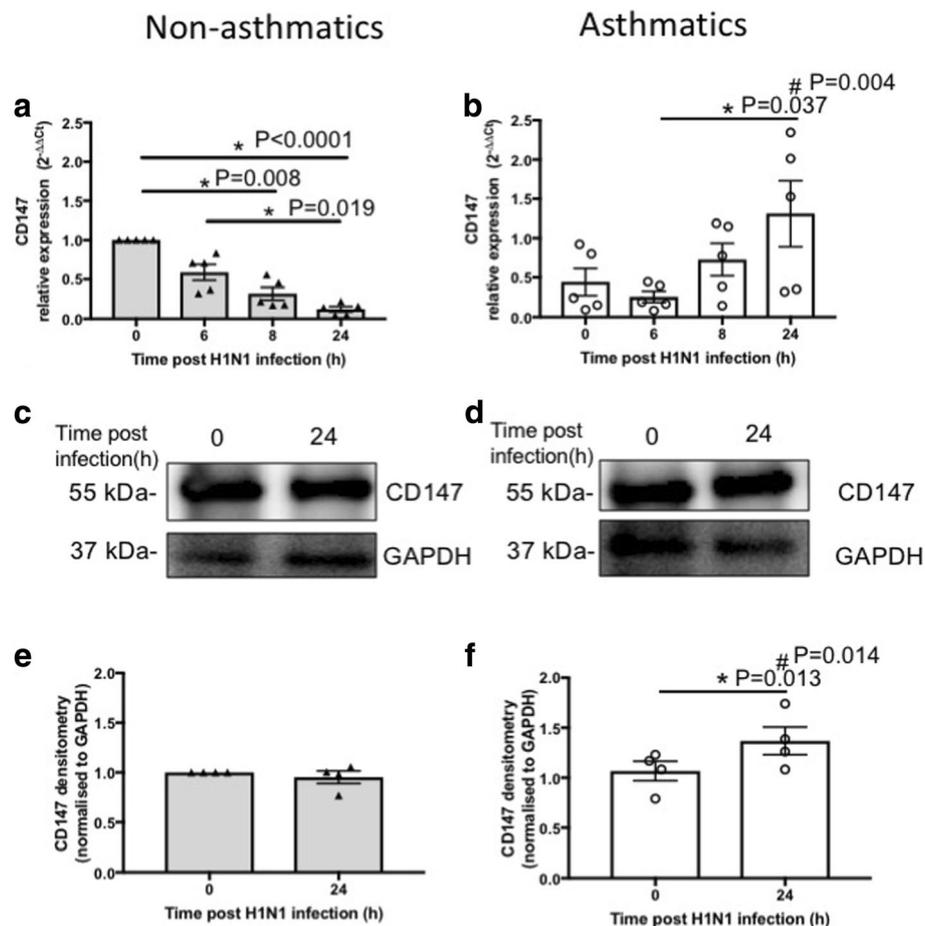 Non-asthmatics
Asthmatics
a
CD147
relative expression (2-ΔΔCt)
2.5
2.0
1.5
1.0
0.5
0.0
* P<0.0001
* P=0.008
* P=0.019
0 6 8 24
Time post H1N1 infection (h)
b
CD147
relative expression (2-ΔΔCt)
2.5
2.0
1.5
1.0
0.5
0.0
# P=0.004
* P=0.037
0 6 8 24
Time post H1N1 infection (h)
c
Time post
infection(h)
0 24
55 kDa- CD147
37 kDa- GAPDH
d
Time post
infection(h)
0 24
55 kDa- CD147
37 kDa- GAPDH
e
CD147 densitometry
(normalised to GAPDH)
2.0
1.5
1.0
0.5
0.0
0 24
Time post H1N1 infection (h)
f
CD147 densitometry
(normalised to GAPDH)
2.0
1.5
1.0
0.5
0.0
# P=0.014
* P=0.013
0 24
Time post H1N1 infection (h)